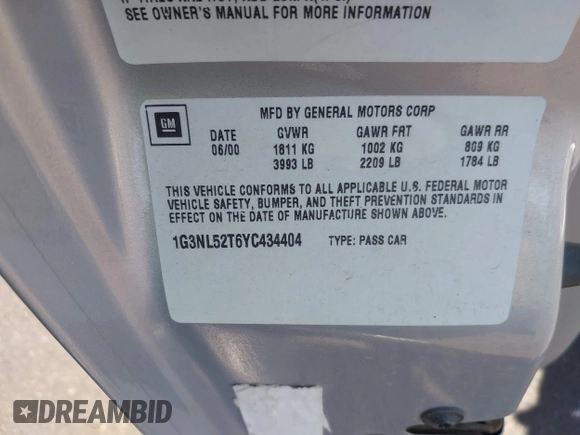 SEE OWNER'S MANUAL FOR MORE INFORMATION
MFD BY GENERAL MOTORS CORP
GM
DATE GVWR GAWR FRT GAWR RR
06/00 1811 KG 1002 KG 809 KG
3993 LB 2209 LB 1784 LB
THIS VEHICLE CONFORMS TO ALL APPLICABLE U.S. FEDERAL MOTOR
VEHICLE SAFETY, BUMPER, AND THEFT PREVENTION STANDARDS IN
EFFECT ON THE DATE OF MANUFACTURE SHOWN ABOVE.
1G3NL52T6YC434404 TYPE: PASS CAR
DREAMBID